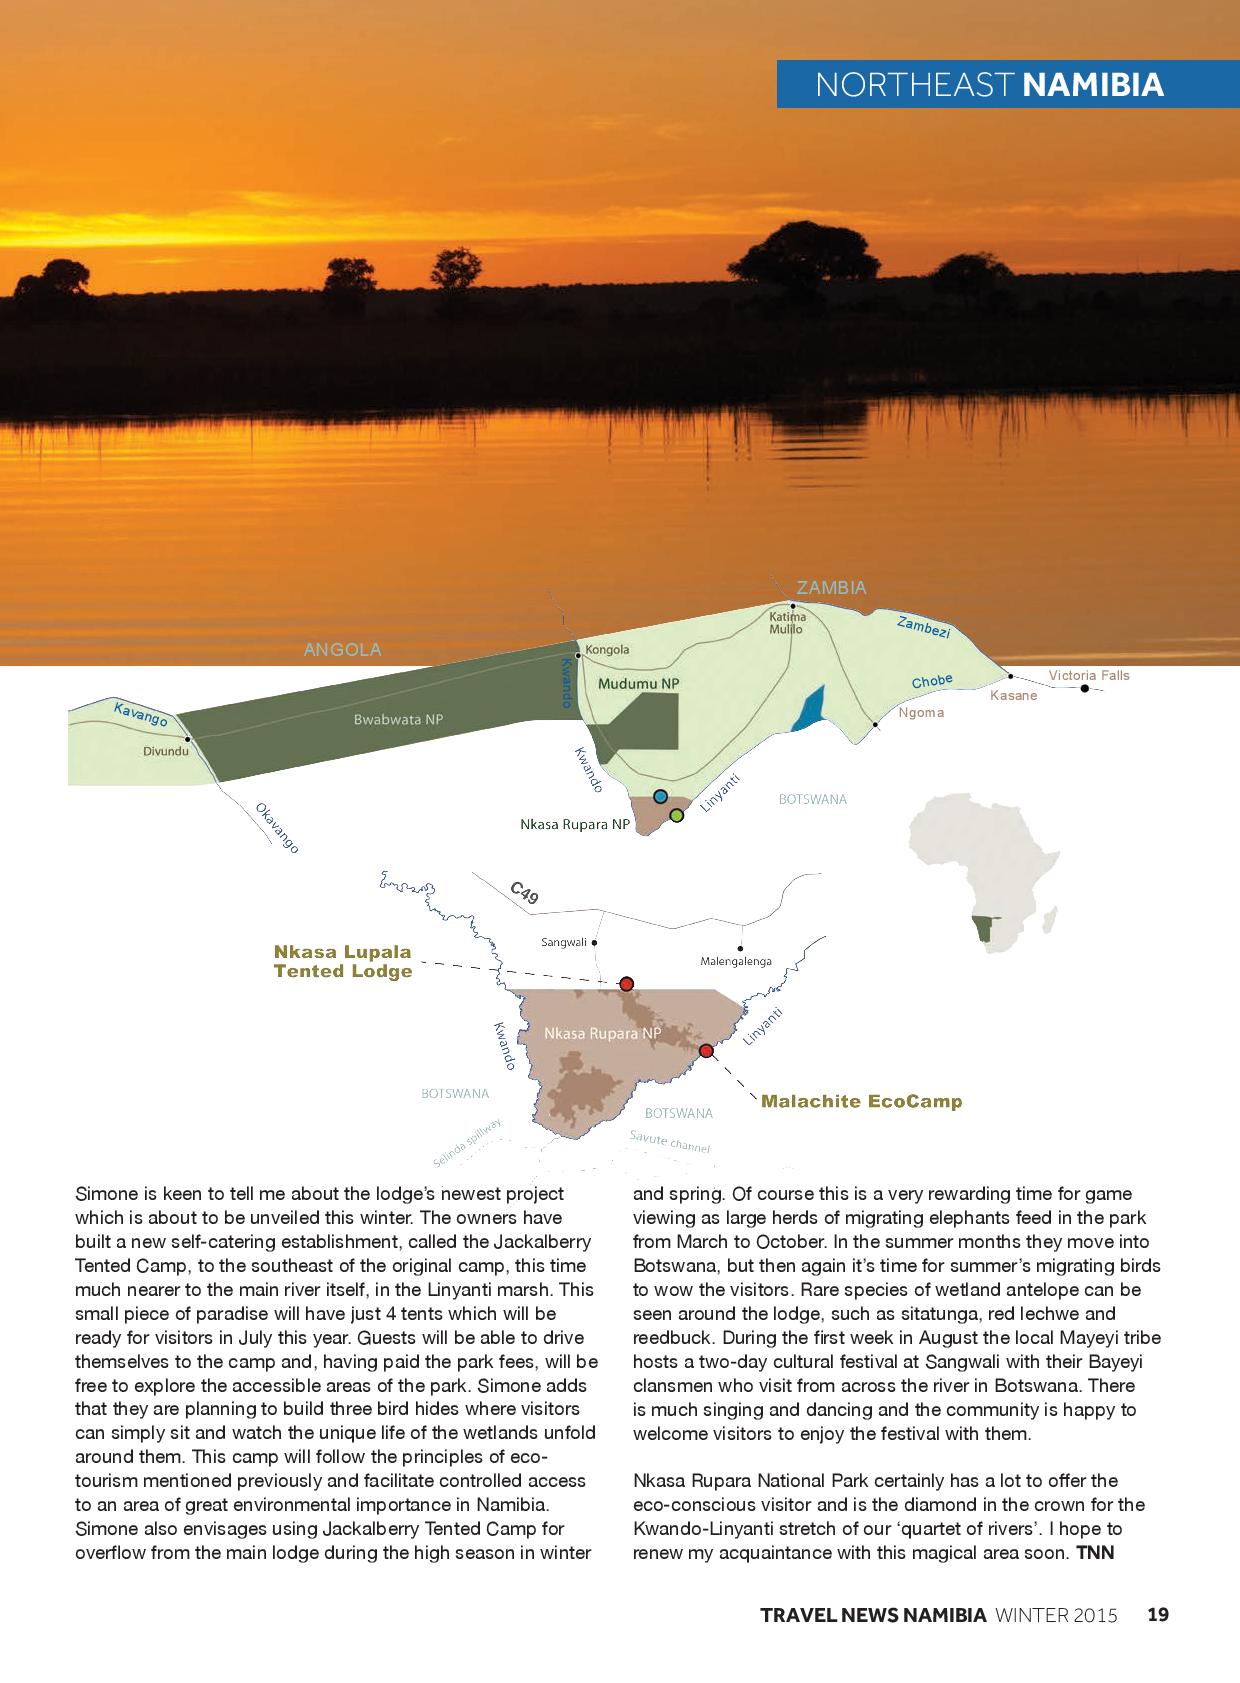 NORTHEAST NAMIBIA
ZAMBIA
Katima
Mulilo
Zambezi
ANGOLA
Kongola
Kwando
Mudumu NP
Chobe
Victoria Falls
Kasane
Kavango
Bwabwata NP
Ngoma
Divundu
Kwando
Linyanti
BOTSWANA
Okavango
Nkasa Rupara NP
C49
Sangwali
Malengalenga
Nkasa Lupala
Tented Lodge
Kwando
Nkasa Rupara NP
Linyanti
BOTSWANA
Malachite EcoCamp
BOTSWANA
Selinda spillway
Savute channel
Simone is keen to tell me about the lodge’s newest project
which is about to be unveiled this winter. The owners have
built a new self-catering establishment, called the Jackalberry
Tented Camp, to the southeast of the original camp, this time
much nearer to the main river itself, in the Linyanti marsh. This
small piece of paradise will have just 4 tents which will be
ready for visitors in July this year. Guests will be able to drive
themselves to the camp and, having paid the park fees, will be
free to explore the accessible areas of the park. Simone adds
that they are planning to build three bird hides where visitors
can simply sit and watch the unique life of the wetlands unfold
around them. This camp will follow the principles of eco-
tourism mentioned previously and facilitate controlled access
to an area of great environmental importance in Namibia.
Simone also envisages using Jackalberry Tented Camp for
overflow from the main lodge during the high season in winter
and spring. Of course this is a very rewarding time for game
viewing as large herds of migrating elephants feed in the park
from March to October. In the summer months they move into
Botswana, but then again it’s time for summer’s migrating birds
to wow the visitors. Rare species of wetland antelope can be
seen around the lodge, such as sitatunga, red lechwe and
reedbuck. During the first week in August the local Mayeyi tribe
hosts a two-day cultural festival at Sangwali with their Bayeyi
clansmen who visit from across the river in Botswana. There
is much singing and dancing and the community is happy to
welcome visitors to enjoy the festival with them.
Nkasa Rupara National Park certainly has a lot to offer the
eco-conscious visitor and is the diamond in the crown for the
Kwando-Linyanti stretch of our ‘quartet of rivers’. I hope to
renew my acquaintance with this magical area soon. TNN
TRAVEL NEWS NAMIBIA WINTER 2015 19